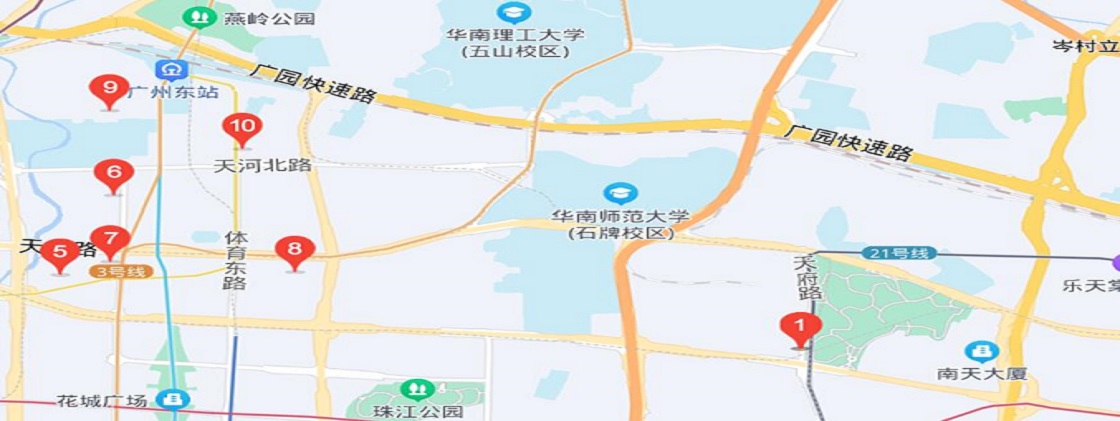 燕岭公园
华南理工大学
(五山校区)
岑村立
9
广州东站
广园快速路
10
天河北路
广园快速路
6
华南师范大学
(石牌校区)
天
路
5
7
3号线
体育东路
8
21号线
天府路
乐天
1
南天大厦
花城广场
珠江公园